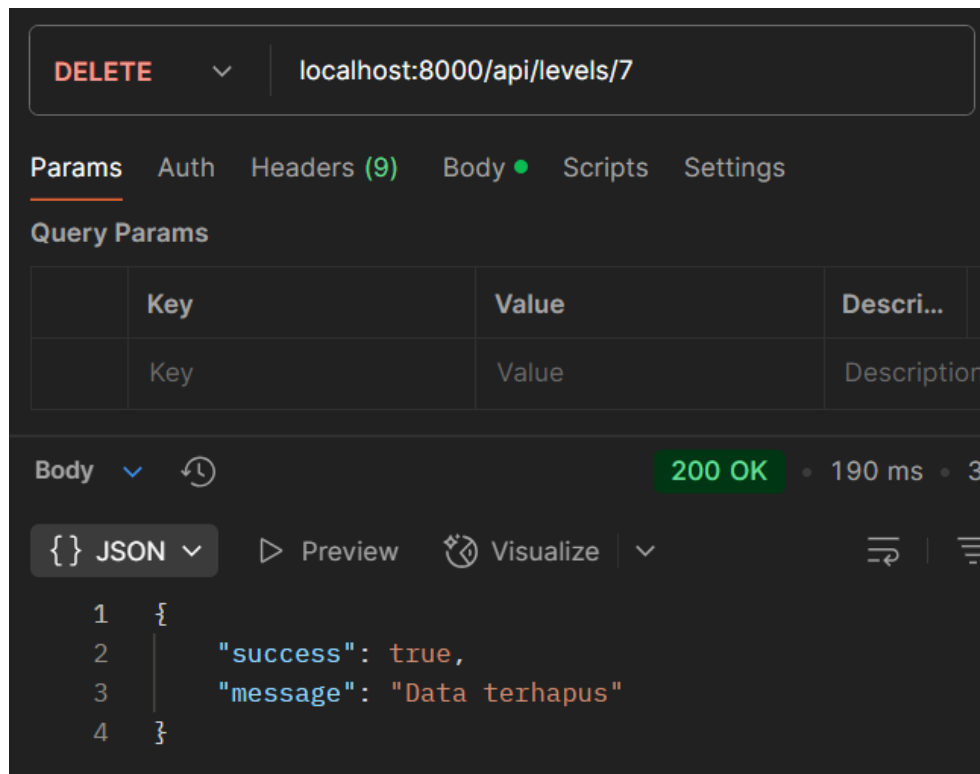 DELETE localhost:8000/api/levels/7
Params Auth Headers (9) Body Scripts Settings
Query Params
Key Value Descri...
Key Value Description
Body 200 OK • 190 ms • 3
{} JSON Preview Visualize
1 {
2 "success": true,
3 "message": "Data terhapus"
4 }